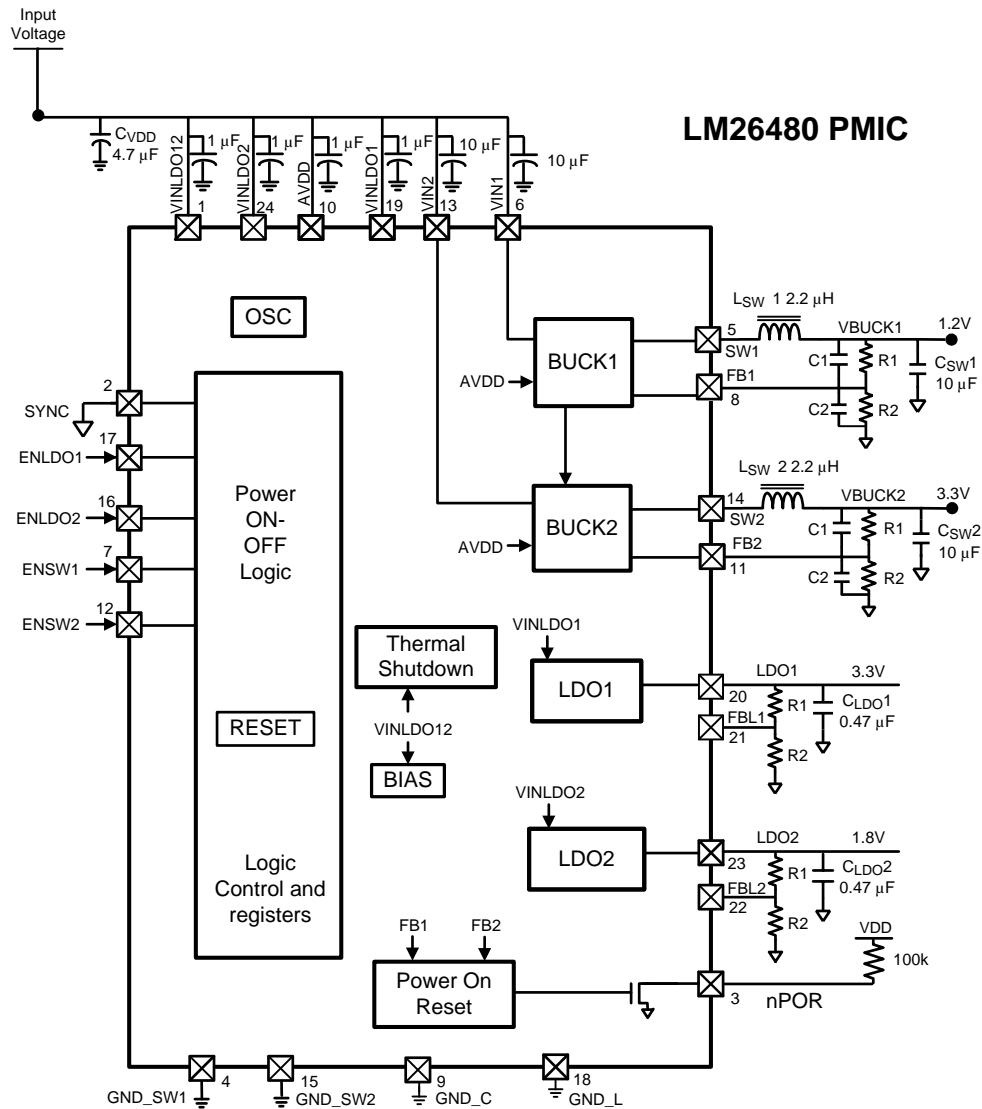 Input
Voltage
LM26480 PMIC
CVDD
4.7 µF
VINLDO12
1 µF
VINLDO2
1 µF
AVDD
1 µF
VINLDO1
1 µF
VIN2
10 µF
VIN1
10 µF
1
24
10
19
13
6
OSC
LSW 1 2.2 µH
VBUCK1
1.2V
5
SW1
BUCK1
C1
R1
CSW1
10 µF
AVDD
FB1
8
C2
R2
2
SYNC
17
ENLDO1
16
ENLDO2
7
ENSW1
12
ENSW2
Power
ON-
OFF
Logic
LSW 2 2.2 µH
VBUCK2
3.3V
14
SW2
BUCK2
C1
R1
CSW2
10 µF
AVDD
FB2
11
C2
R2
Thermal
Shutdown
VINLDO12
BIAS
RESET
VINLDO1
LDO1
LDO1
3.3V
20
R1
CLDO1
0.47 µF
FBL1
21
R2
VINLDO2
LDO2
LDO2
1.8V
23
R1
CLDO2
0.47 µF
FBL2
22
R2
Logic
Control and
registers
FB1
FB2
Power On
Reset
VDD
100k
3
nPOR
GND_SW1
4
15
GND_SW2
9
GND_C
18
GND_L